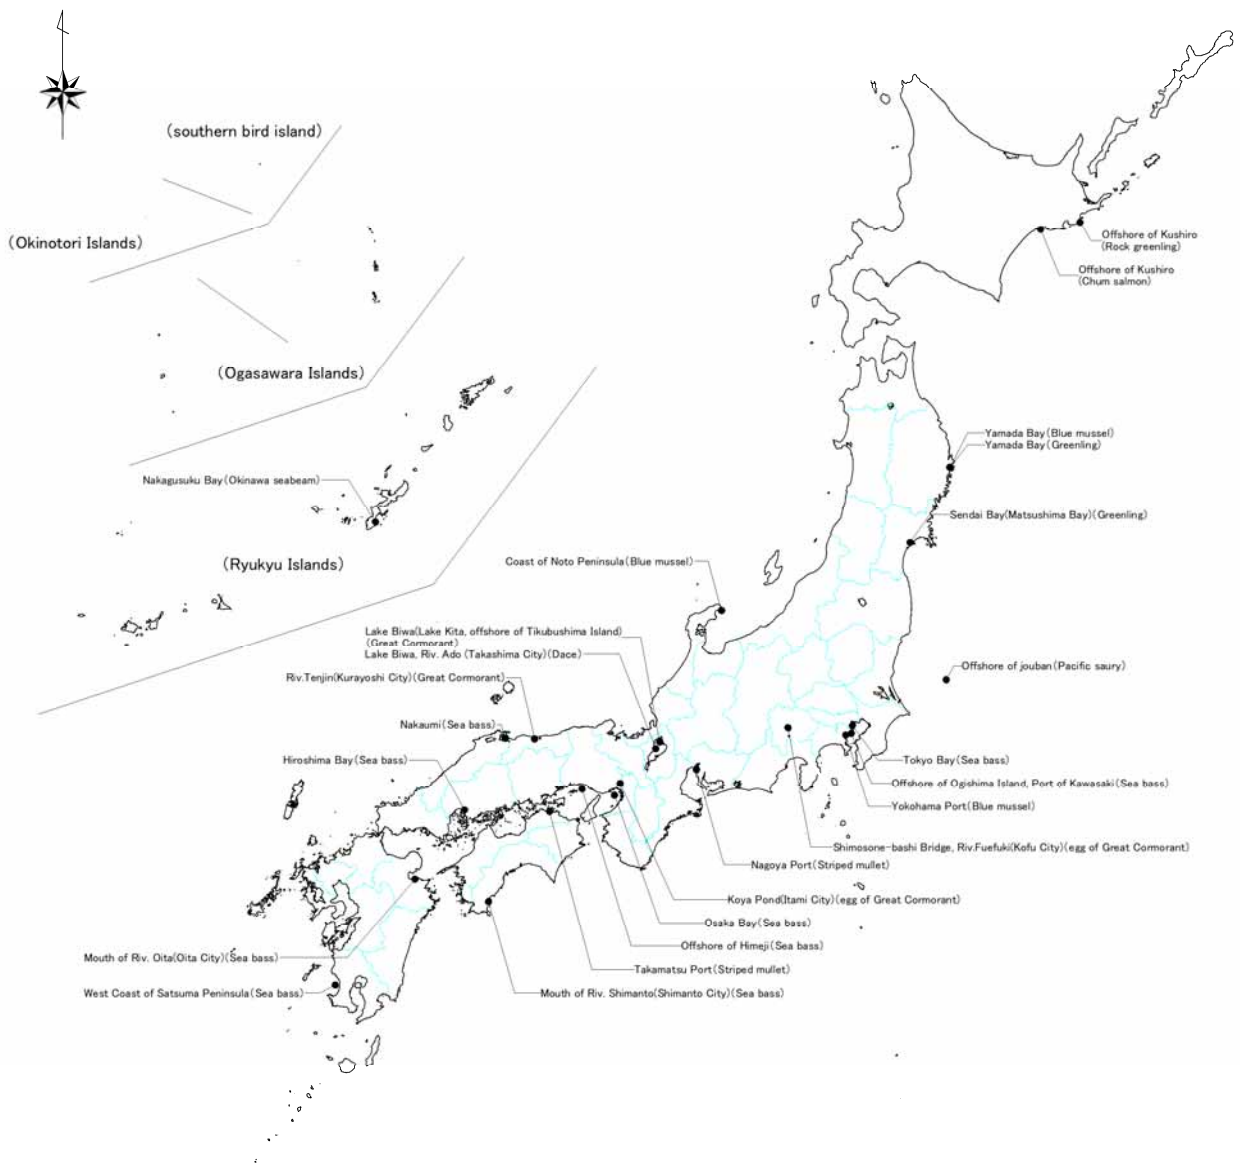 (southern bird island)
(Okinotori Islands)
Offshore of Kushiro
(Rock greenling)
Offshore of Kushiro
(Chum salmon)
(Ogasawara Islands)
Yamada Bay(Blue mussel)
Yamada Bay(Greenling)
Nakagusuku Bay(Okinawa seabeam)
Sendai Bay(Matsushima Bay)(Greenling)
(Ryukyu Islands)
Coast of Noto Peninsula(Blue mussel)
Lake Biwa(Lake Kita, offshore of Tikubushima Island)
(Great Cormorant)
Lake Biwa, Riv. Ado (Takashima City)(Dace)
Offshore of jouban(Pacific saury)
Riv.Tenjin(Kurayoshi City)(Great Cormorant)
Nakaumi(Sea bass)
Hiroshima Bay(Sea bass)
Tokyo Bay(Sea bass)
Offshore of Ogishima Island, Port of Kawasaki(Sea bass)
Yokohama Port(Blue mussel)
Shimosone-bashi Bridge, Riv.Fuefuki(Kofu City)(egg of Great Cormorant)
Nagoya Port(Striped mullet)
Koya Pond(Itami City)(egg of Great Cormorant)
Osaka Bay(Sea bass)
Offshore of Himeji(Sea bass)
Mouth of Riv. Oita(Oita City)(Sea bass)
Takamatsu Port(Striped mullet)
West Coast of Satsuma Peninsula(Sea bass)
Mouth of Riv. Shimanto(Shimanto City)(Sea bass)